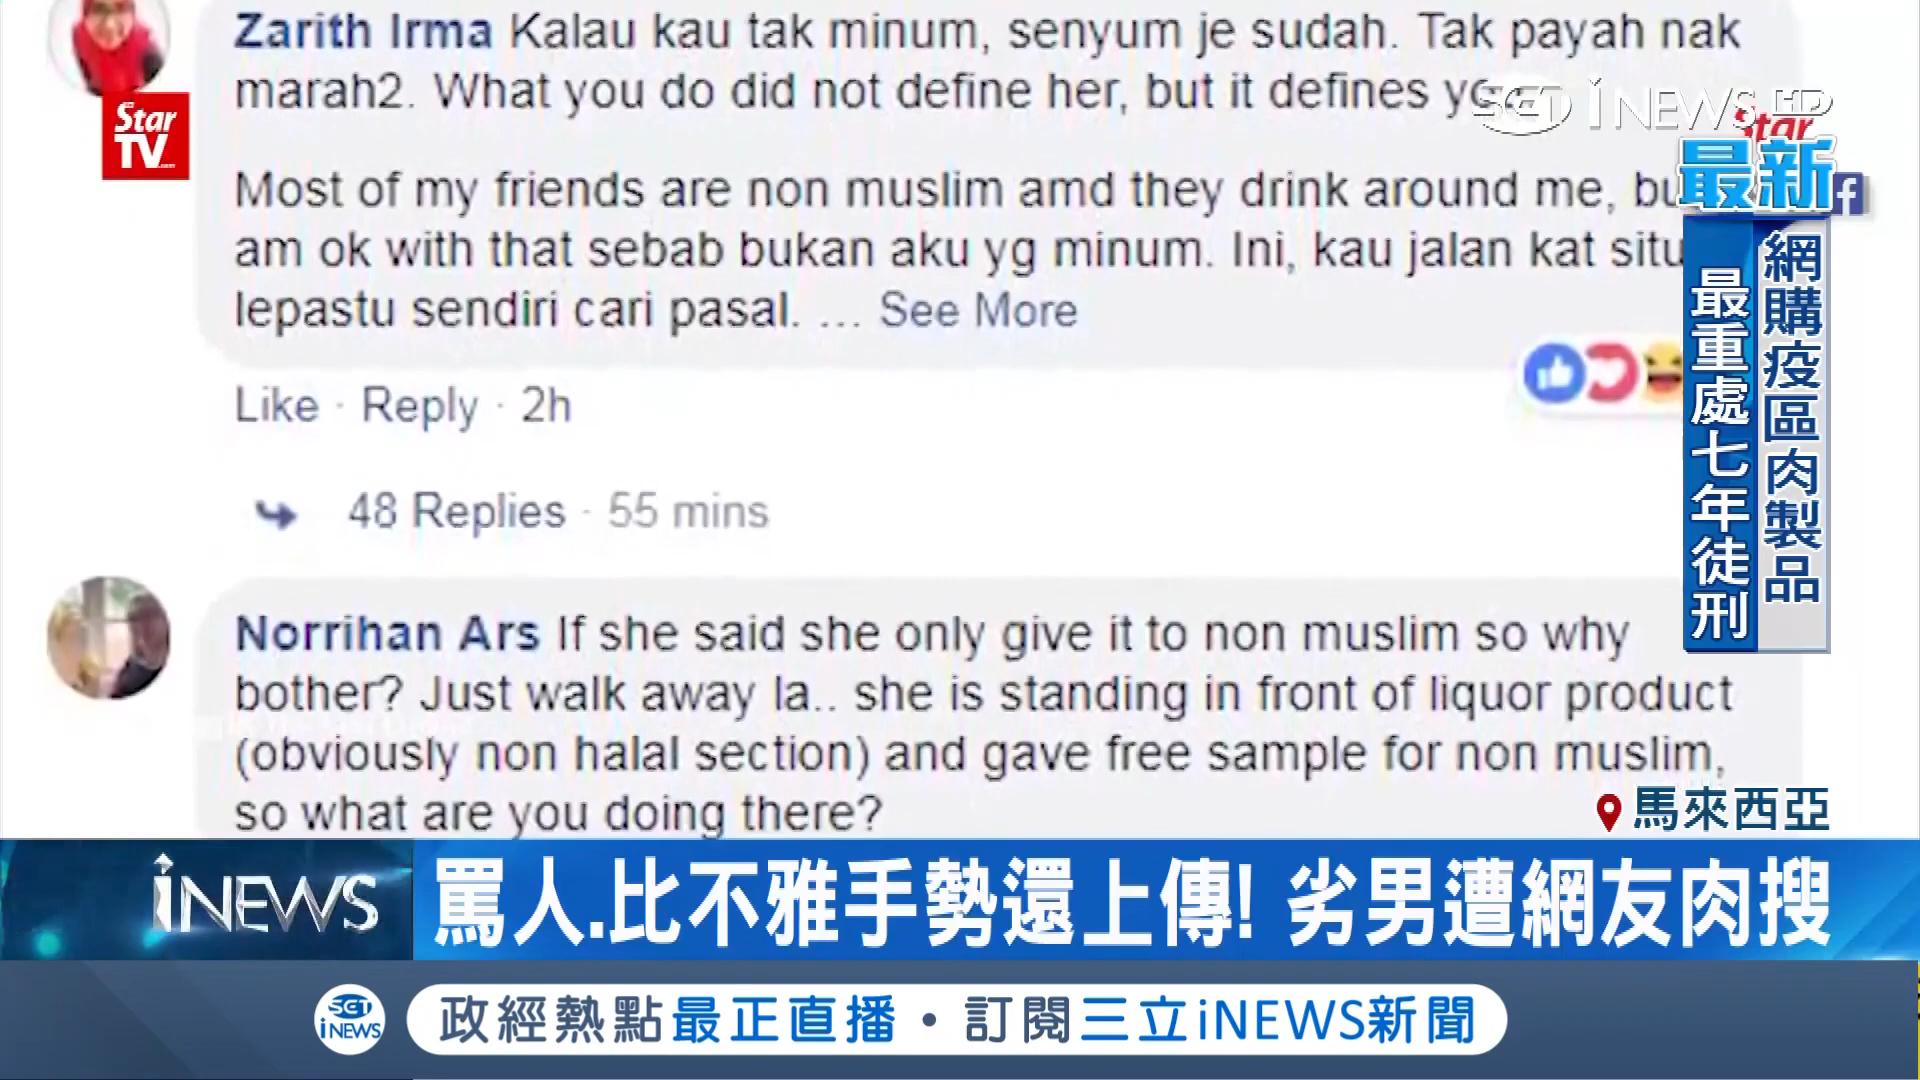 Zarith Irma Kalau kau tak minum, senyum je sudah. Tak payah nak
marah2. What you do did not define her, but it defines
Star
TV.com
SET iNEWS HD
Star
最新
f
Most of my friends are non muslim amd they drink around me,
am ok with that sebab bukan aku yg minum. Ini, kau jalan kat situ
lepastu sendiri cari pasal. ... See More
Like · Reply · 2h
48 Replies · 55 mins
網購疫區肉製品
最重處七年徒刑
Norrihan Ars If she said she only give it to non muslim so why
bother? Just walk away la.. she is standing in front of liquor product
(obviously non halal section) and gave free sample for non muslim,
so what are you doing there?
馬來西亞
iNEWS
罵人.比不雅手勢還上傳! 劣男遭網友肉搜
SET
iNEWS
政經熱點最正直播・訂閱三立iNEWS新聞